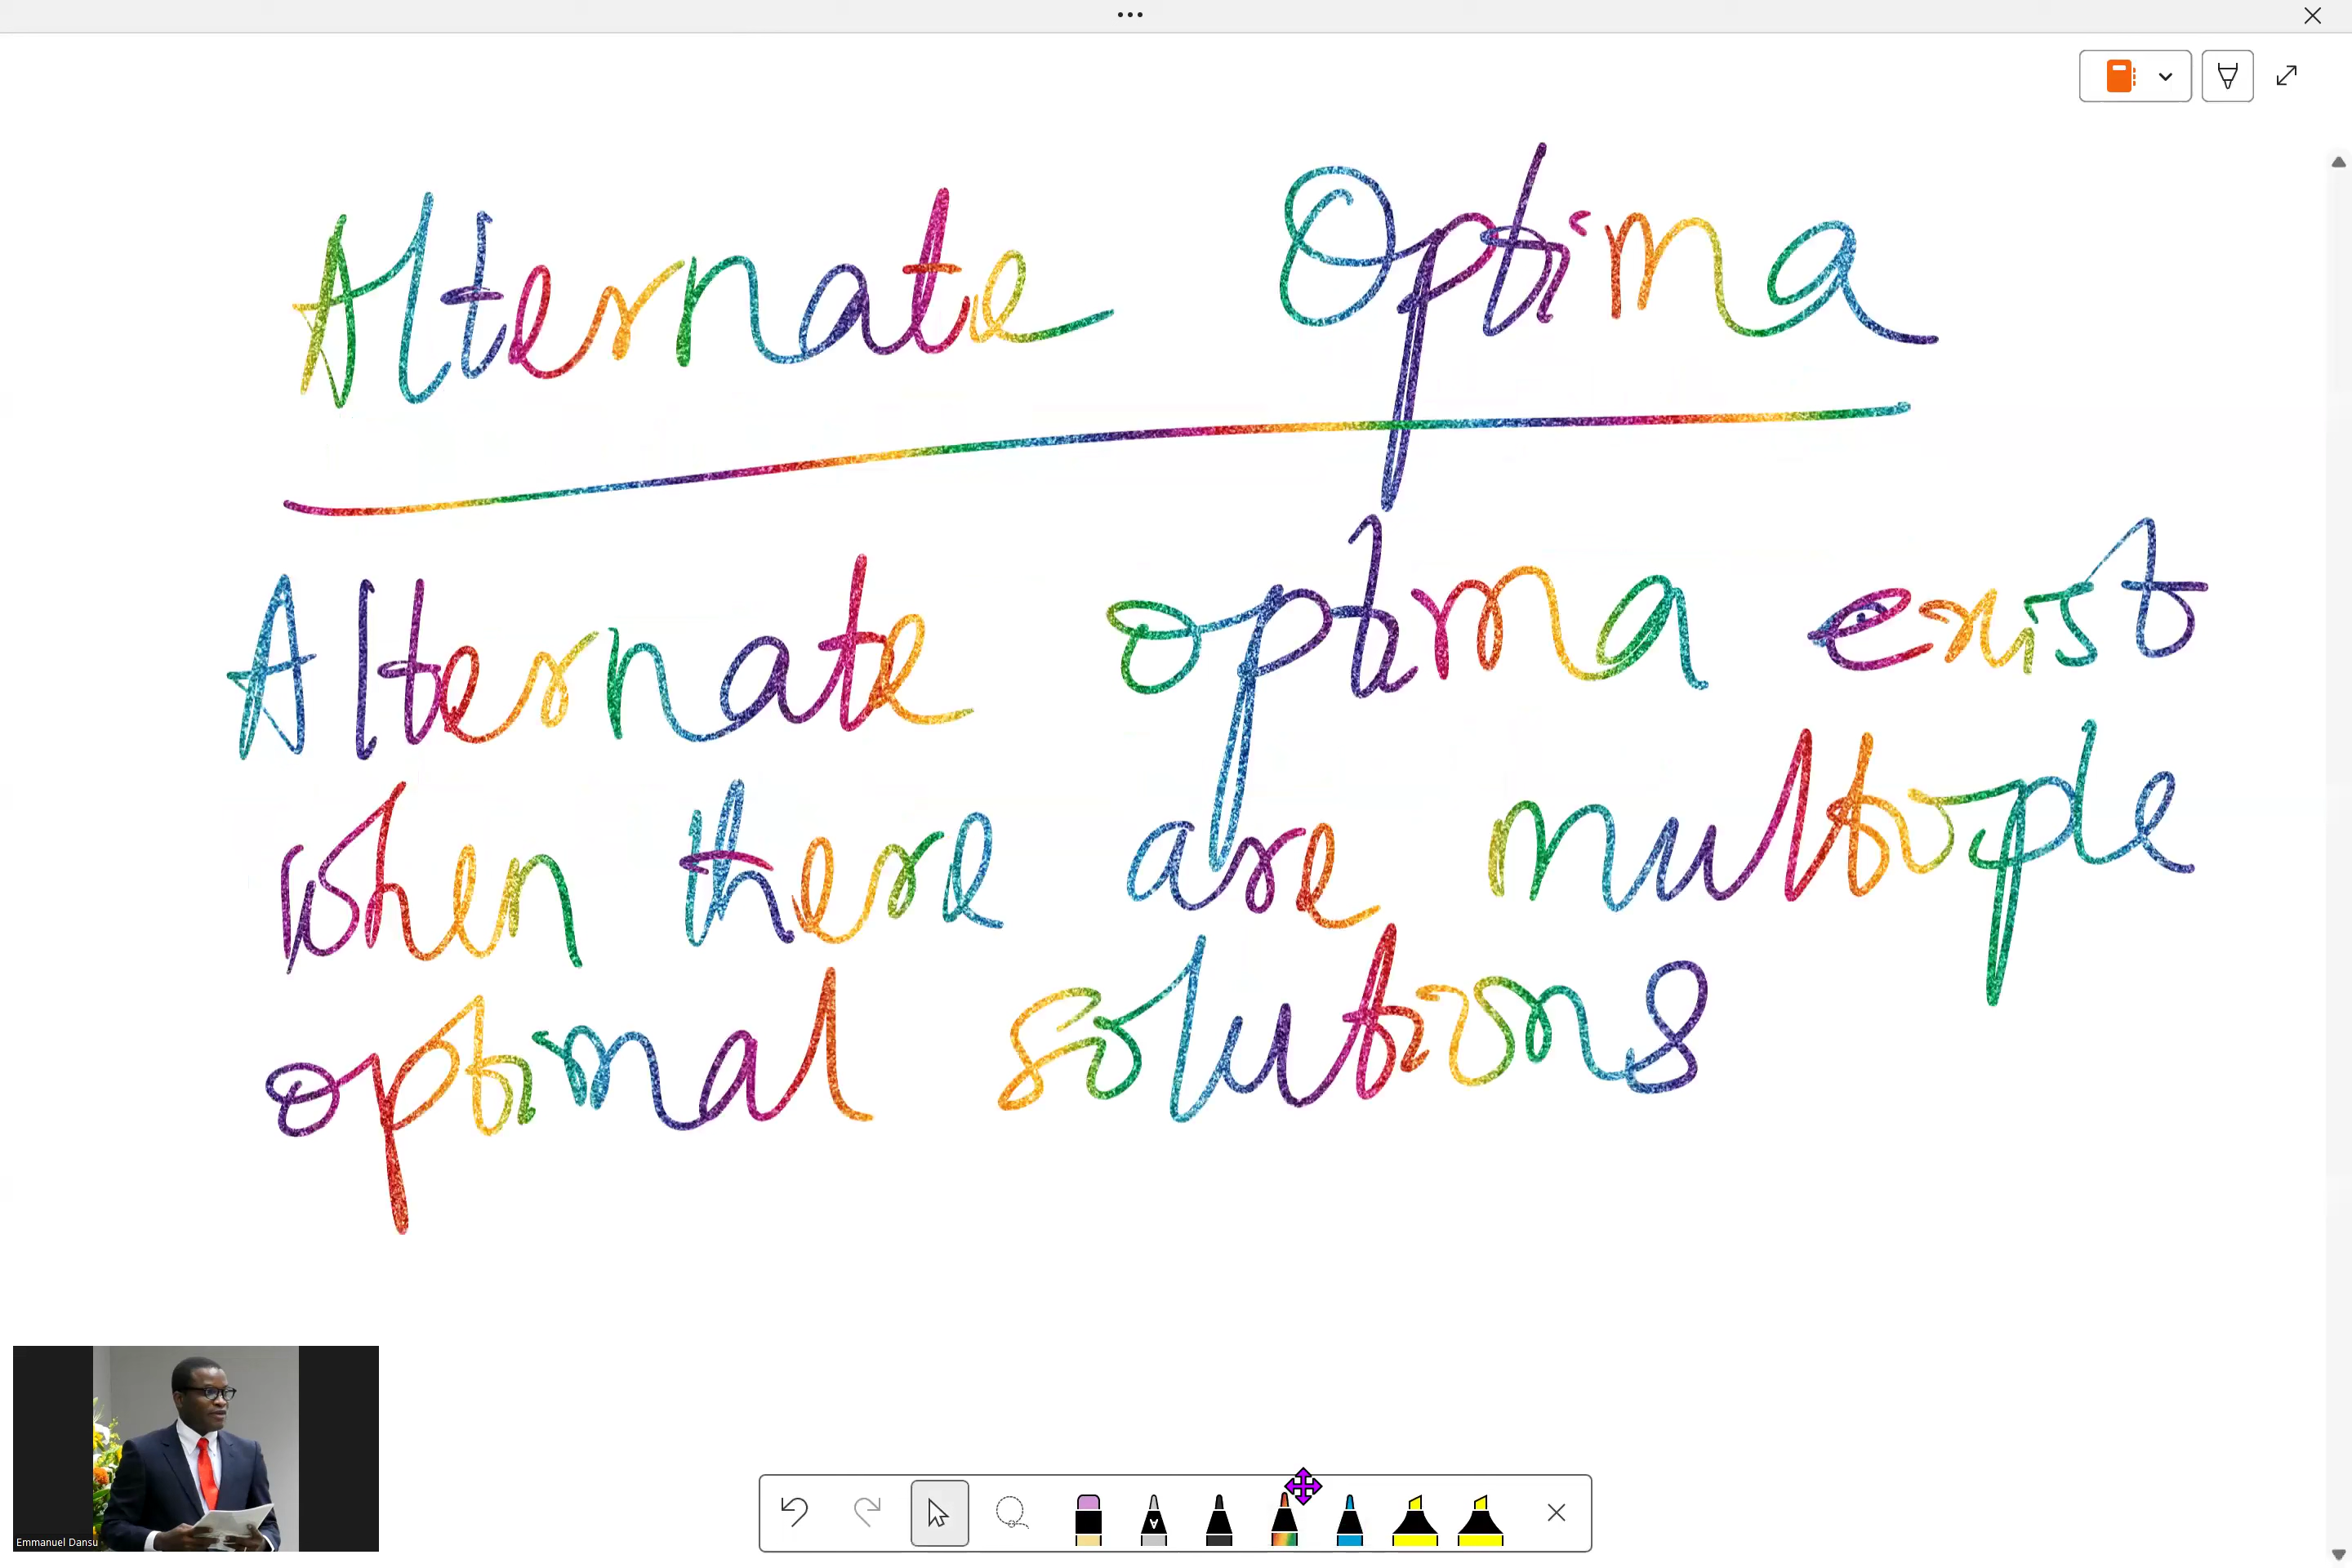 Alternate Optima
Alternate optima exist
when there are multiple
optimal solutions
Emmanuel Dansu